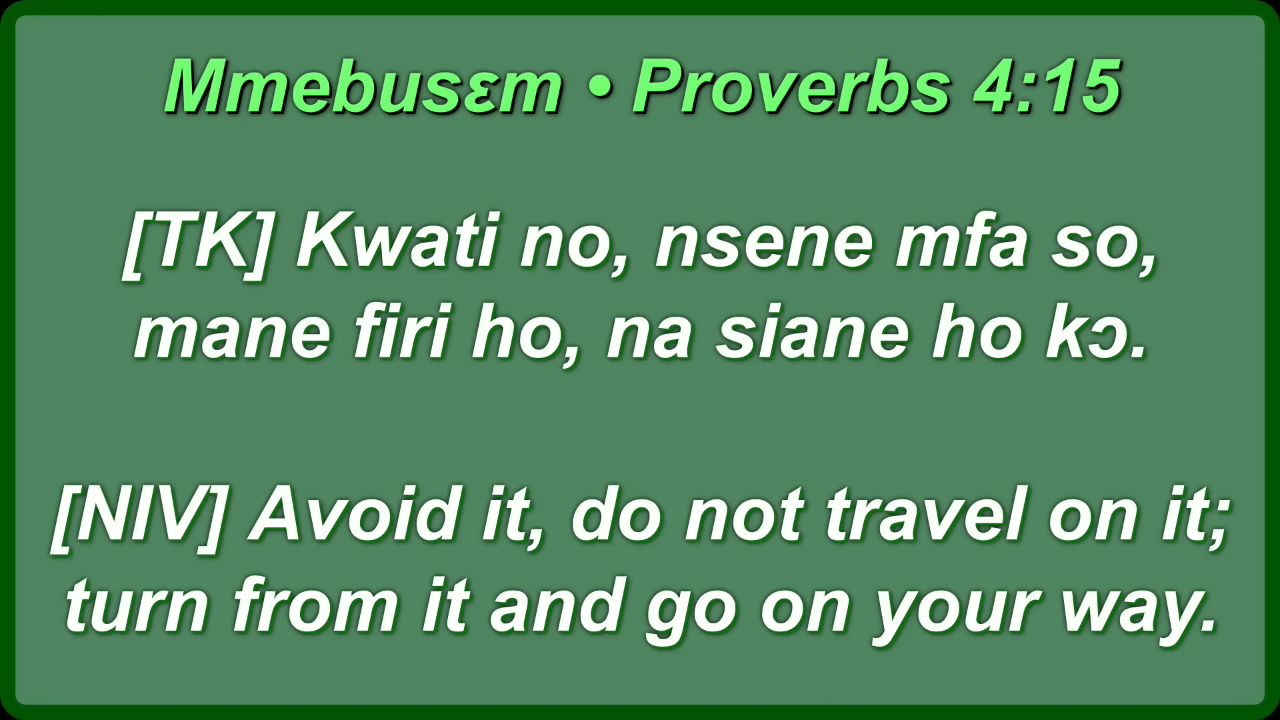 Mmebusɛm • Proverbs 4:15
[TK] Kwati no, nsene mfa so,
mane firi ho, na siane ho kɔ.
[NIV] Avoid it, do not travel on it;
turn from it and go on your way.